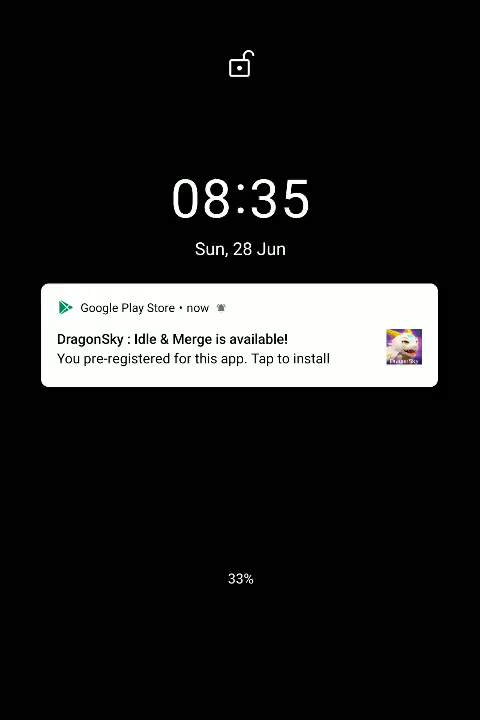 08:35
Sun, 28 Jun
Google Play Store • now
DragonSky : Idle & Merge is available!
You pre-registered for this app. Tap to install
DragonSky
33%